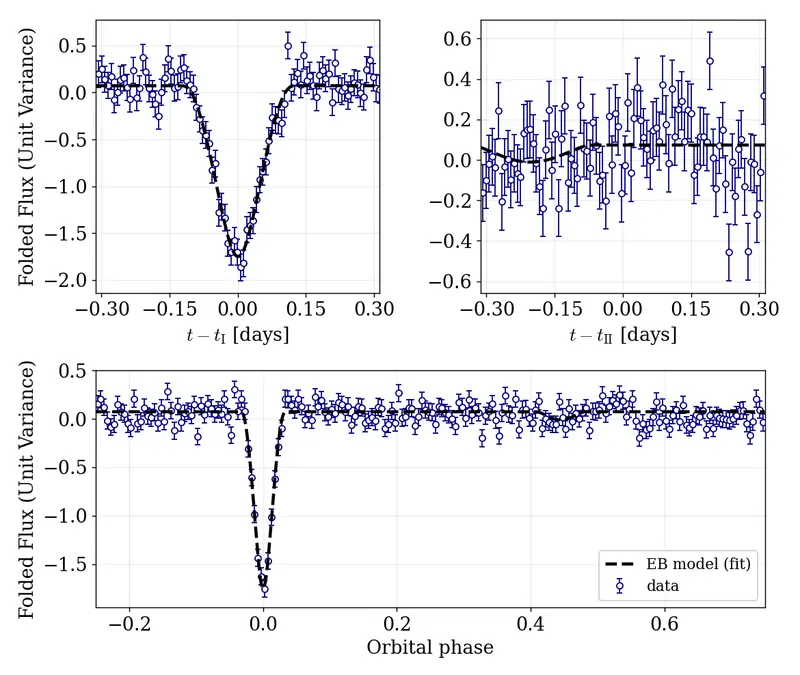 Folded Flux (Unit Variance)
0.5
0.0
−0.5
−1.0
−1.5
−2.0
−0.30 −0.15 0.00 0.15 0.30
t − tI [days]
0.6
0.4
0.2
0.0
−0.2
−0.4
−0.6
−0.30 −0.15 0.00 0.15 0.30
t − tII [days]
Folded Flux (Unit Variance)
0.5
0.0
−0.5
−1.0
−1.5
−0.2 0.0 0.2 0.4 0.6
Orbital phase
EB model (fit)
data